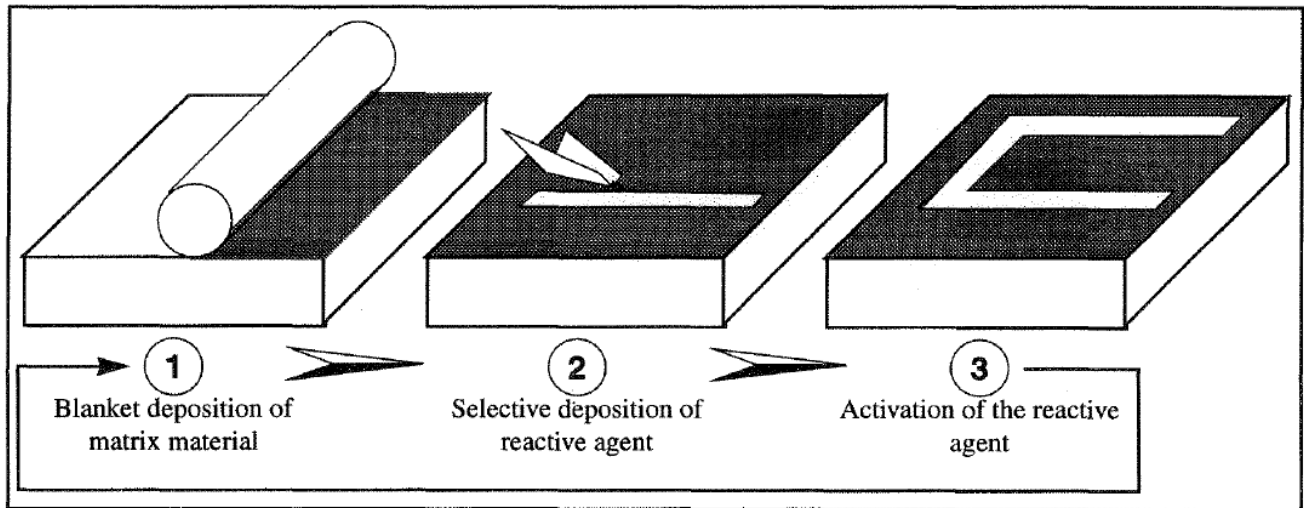 1
Blanket deposition of
matrix material
2
Selective deposition of
reactive agent
3
Activation of the reactive
agent